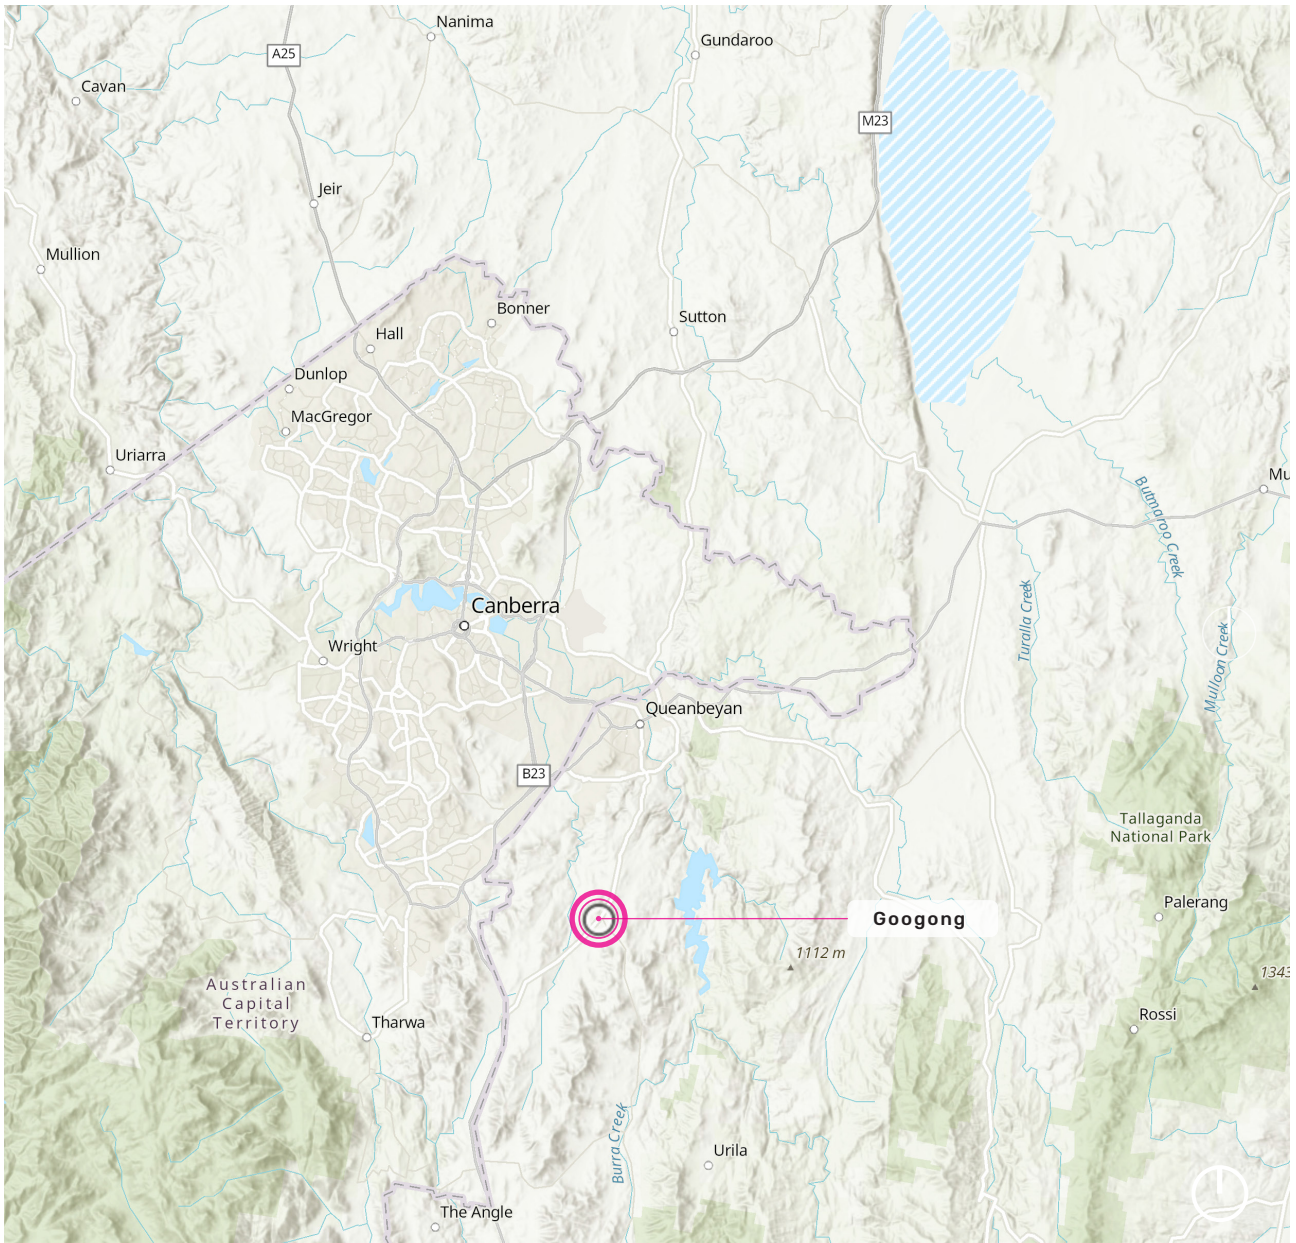 Nanima
Gundaroo
A25
Cavan
M23
Jeir
Mullion
Bonner
Sutton
Hall
Dunlop
MacGregor
Uriarra
Mu
Butmaroo Creek
Canberra
Turalla Creek
Wright
Mulloon Creek
Queanbeyan
B23
Tallaganda
National Park
Palerang
Googong
1112 m
1343
Australian
Capital
Territory
Rossi
Tharwa
Burra Creek
Urila
The Angle